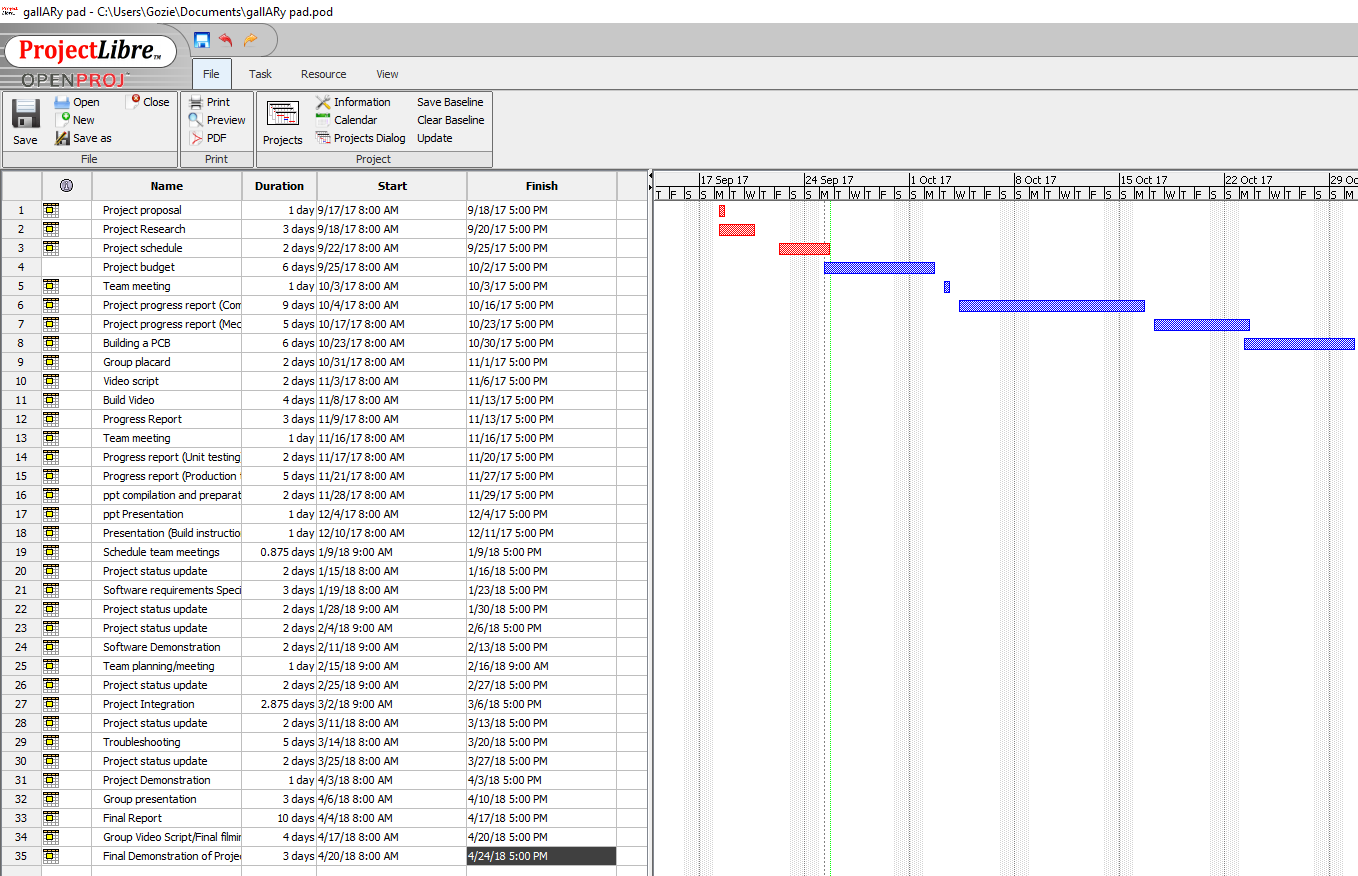 gallARy pad - C:\Users\Gozie\Documents\gallARy pad.pod
ProjectLibre™
OPENPROJ
File Task Resource View
Save Open New Save as Close
Print Preview PDF
Projects Information Calendar Projects Dialog
Save Baseline Clear Baseline Update
File Print Project
Name Duration Start Finish
17 Sep 17 24 Sep 17 1 Oct 17 8 Oct 17 15 Oct 17 22 Oct 17 29 Oc
T F S S M T W T F S S M T W T F S S M T W T F S S M T W T F S S M T W T F S S M T W T F S S M
1 Project proposal 1 day 9/17/17 8:00 AM 9/18/17 5:00 PM
2 Project Research 3 days 9/18/17 8:00 AM 9/20/17 5:00 PM
3 Project schedule 2 days 9/22/17 8:00 AM 9/25/17 5:00 PM
4 Project budget 6 days 9/25/17 8:00 AM 10/2/17 5:00 PM
5 Team meeting 1 day 10/3/17 8:00 AM 10/3/17 5:00 PM
6 Project progress report (Com 9 days 10/4/17 8:00 AM 10/16/17 5:00 PM
7 Project progress report (Mec 5 days 10/17/17 8:00 AM 10/23/17 5:00 PM
8 Building a PCB 6 days 10/23/17 8:00 AM 10/30/17 5:00 PM
9 Group placard 2 days 10/31/17 8:00 AM 11/1/17 5:00 PM
10 Video script 2 days 11/3/17 8:00 AM 11/6/17 5:00 PM
11 Build Video 4 days 11/8/17 8:00 AM 11/13/17 5:00 PM
12 Progress Report 3 days 11/9/17 8:00 AM 11/13/17 5:00 PM
13 Team meeting 1 day 11/16/17 8:00 AM 11/16/17 5:00 PM
14 Progress report (Unit testing 2 days 11/17/17 8:00 AM 11/20/17 5:00 PM
15 Progress report (Production 5 days 11/21/17 8:00 AM 11/27/17 5:00 PM
16 ppt compilation and preparat 2 days 11/28/17 8:00 AM 11/29/17 5:00 PM
17 ppt Presentation 1 day 12/4/17 8:00 AM 12/4/17 5:00 PM
18 Presentation (Build instructio 1 day 12/10/17 8:00 AM 12/11/17 5:00 PM
19 Schedule team meetings 0.875 days 1/9/18 9:00 AM 1/9/18 5:00 PM
20 Project status update 2 days 1/15/18 8:00 AM 1/16/18 5:00 PM
21 Software requirements Speci 3 days 1/19/18 8:00 AM 1/23/18 5:00 PM
22 Project status update 2 days 1/28/18 9:00 AM 1/30/18 5:00 PM
23 Project status update 2 days 2/4/18 9:00 AM 2/6/18 5:00 PM
24 Software Demonstration 2 days 2/11/18 9:00 AM 2/13/18 5:00 PM
25 Team planning/meeting 1 day 2/15/18 9:00 AM 2/16/18 9:00 AM
26 Project status update 2 days 2/25/18 9:00 AM 2/27/18 5:00 PM
27 Project Integration 2.875 days 3/2/18 9:00 AM 3/6/18 5:00 PM
28 Project status update 2 days 3/11/18 8:00 AM 3/13/18 5:00 PM
29 Troubleshooting 5 days 3/14/18 8:00 AM 3/20/18 5:00 PM
30 Project status update 2 days 3/25/18 8:00 AM 3/27/18 5:00 PM
31 Project Demonstration 1 day 4/3/18 8:00 AM 4/3/18 5:00 PM
32 Group presentation 3 days 4/6/18 8:00 AM 4/10/18 5:00 PM
33 Final Report 10 days 4/4/18 8:00 AM 4/17/18 5:00 PM
34 Group Video Script/Final filmin 4 days 4/17/18 8:00 AM 4/20/18 5:00 PM
35 Final Demonstration of Projec 3 days 4/20/18 8:00 AM 4/24/18 5:00 PM